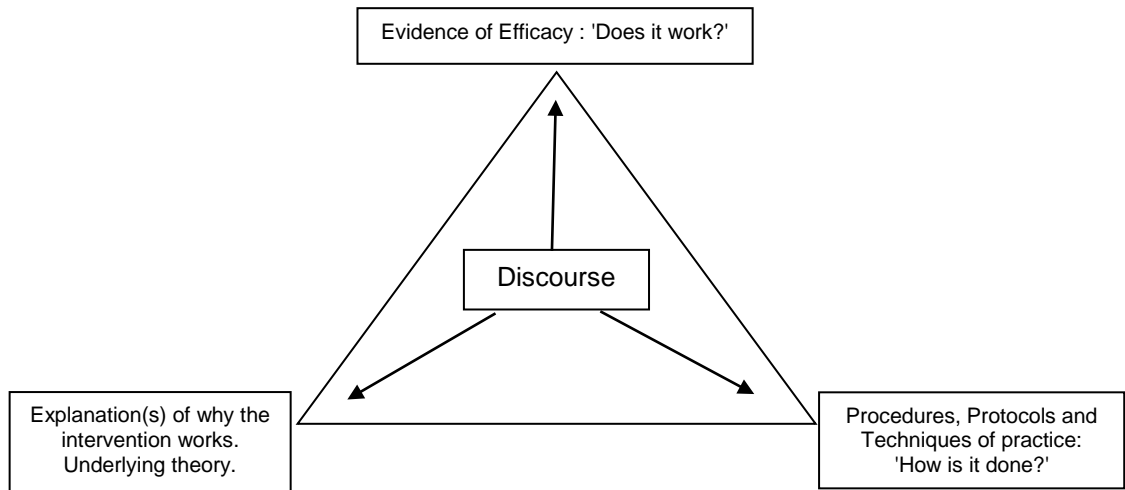 Evidence of Efficacy : 'Does it work?'
Discourse
Explanation(s) of why the
intervention works.
Underlying theory.
Procedures, Protocols and
Techniques of practice:
'How is it done?'